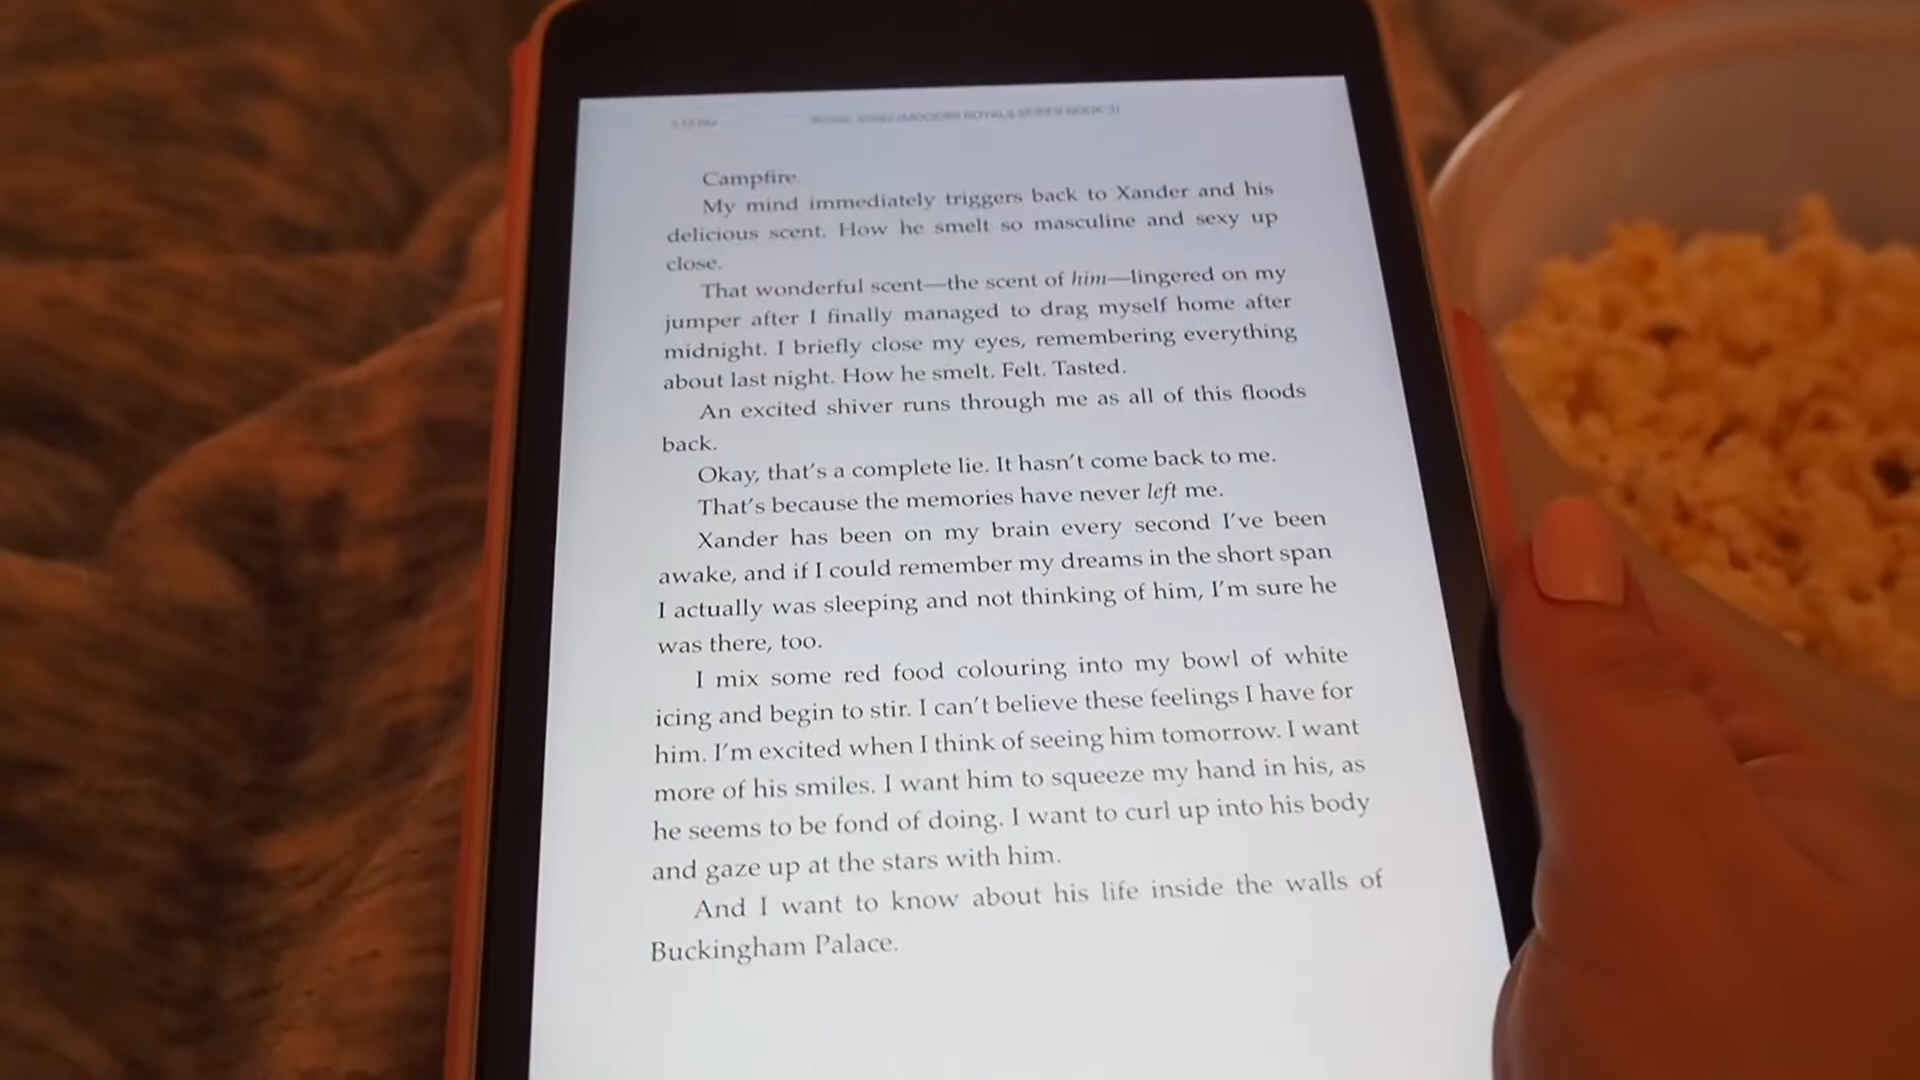 ROYALS SERIES BOOK 3)
Campfire.
My mind immediately triggers back to Xander and his
delicious scent. How he smelt so masculine and sexy up
close.
That wonderful scent—the scent of him—lingered on my
jumper after I finally managed to drag myself home after
midnight. I briefly close my eyes, remembering everything
about last night. How he smelt. Felt. Tasted.
An excited shiver runs through me as all of this floods
back.
Okay, that's a complete lie. It hasn't come back to me.
That's because the memories have never left me.
Xander has been on my brain every second I've been
awake, and if I could remember my dreams in the short span
I actually was sleeping and not thinking of him, I'm sure he
was there, too.
I mix some red food colouring into my bowl of white
icing and begin to stir. I can't believe these feelings I have for
him. I'm excited when I think of seeing him tomorrow. I want
more of his smiles. I want him to squeeze my hand in his, as
he seems to be fond of doing. I want to curl up into his body
and gaze up at the stars with him.
And I want to know about his life inside the walls of
Buckingham Palace.